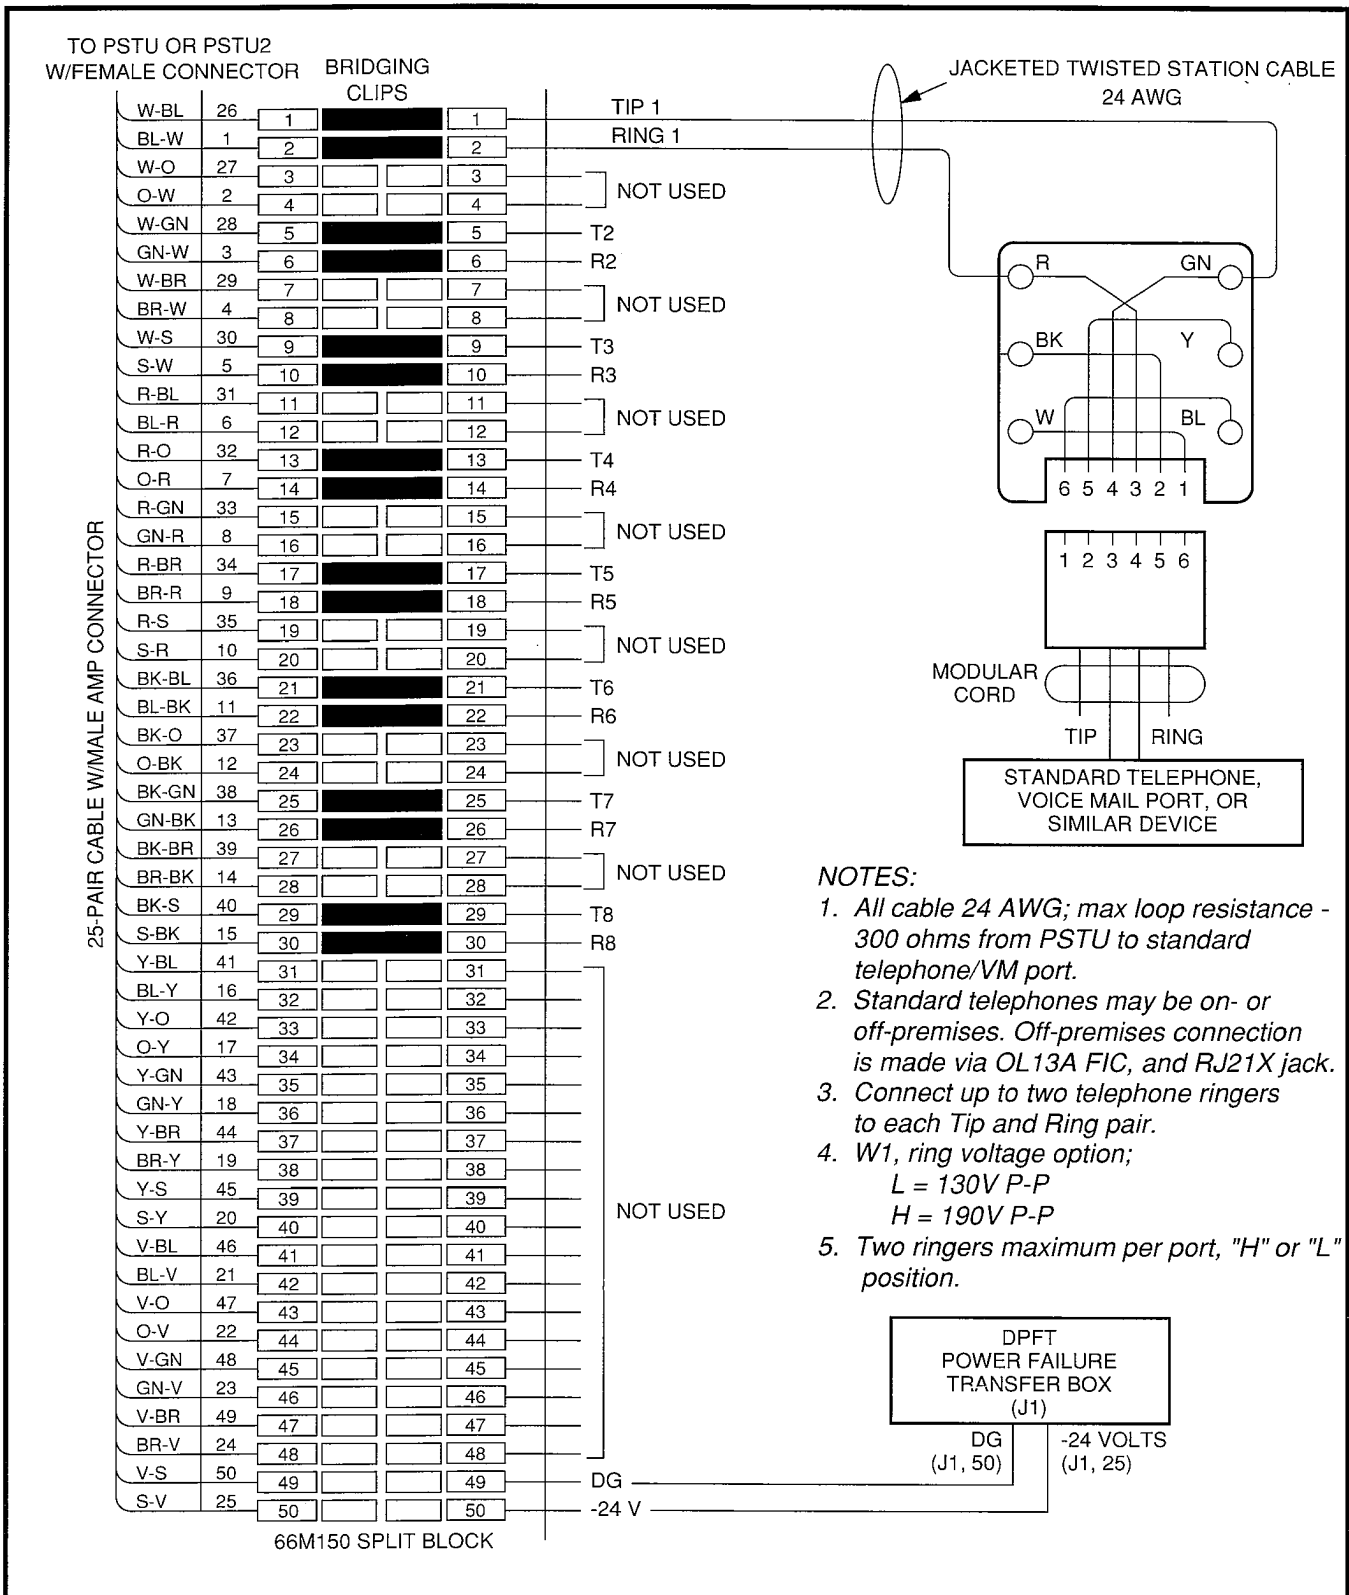 TO PSTU OR PSTU2
W/FEMALE CONNECTOR
BRIDGING
CLIPS
JACKETED TWISTED STATION CABLE
24 AWG
25-PAIR CABLE W/MALE AMP CONNECTOR
W-BL 26 1 1 TIP 1
BL-W 1 2 2 RING 1
W-O 27 3 3
O-W 2 4 4
NOT USED
W-GN 28 5 5 T2
GN-W 3 6 6 R2
W-BR 29 7 7
BR-W 4 8 8
NOT USED
W-S 30 9 9 T3
S-W 5 10 10 R3
R-BL 31 11 11
BL-R 6 12 12
NOT USED
R-O 32 13 13 T4
O-R 7 14 14 R4
R-GN 33 15 15
GN-R 8 16 16
NOT USED
R-BR 34 17 17 T5
BR-R 9 18 18 R5
R-S 35 19 19
S-R 10 20 20
NOT USED
BK-BL 36 21 21 T6
BL-BK 11 22 22 R6
BK-O 37 23 23
O-BK 12 24 24
NOT USED
BK-GN 38 25 25 T7
GN-BK 13 26 26 R7
BK-BR 39 27 27
BR-BK 14 28 28
NOT USED
BK-S 40 29 29 T8
S-BK 15 30 30 R8
Y-BL 41 31 31
BL-Y 16 32 32
Y-O 42 33 33
O-Y 17 34 34
Y-GN 43 35 35
GN-Y 18 36 36
Y-BR 44 37 37
BR-Y 19 38 38
Y-S 45 39 39
S-Y 20 40 40
NOT USED
V-BL 46 41 41
BL-V 21 42 42
V-O 47 43 43
O-V 22 44 44
V-GN 48 45 45
GN-V 23 46 46
V-BR 49 47 47
BR-V 24 48 48
V-S 50 49 49 DG
S-V 25 50 50 -24 V
66M150 SPLIT BLOCK
R GN
BK Y
W BL
6 5 4 3 2 1
1 2 3 4 5 6
MODULAR
CORD
TIP RING
STANDARD TELEPHONE,
VOICE MAIL PORT, OR
SIMILAR DEVICE
NOTES:
1. All cable 24 AWG; max loop resistance -
300 ohms from PSTU to standard
telephone/VM port.
2. Standard telephones may be on- or
off-premises. Off-premises connection
is made via OL13A FIC, and RJ21X jack.
3. Connect up to two telephone ringers
to each Tip and Ring pair.
4. W1, ring voltage option;
L = 130V P-P
H = 190V P-P
5. Two ringers maximum per port, "H" or "L"
position.
DPFT
POWER FAILURE
TRANSFER BOX
(J1)
DG -24 VOLTS
(J1, 50) (J1, 25)